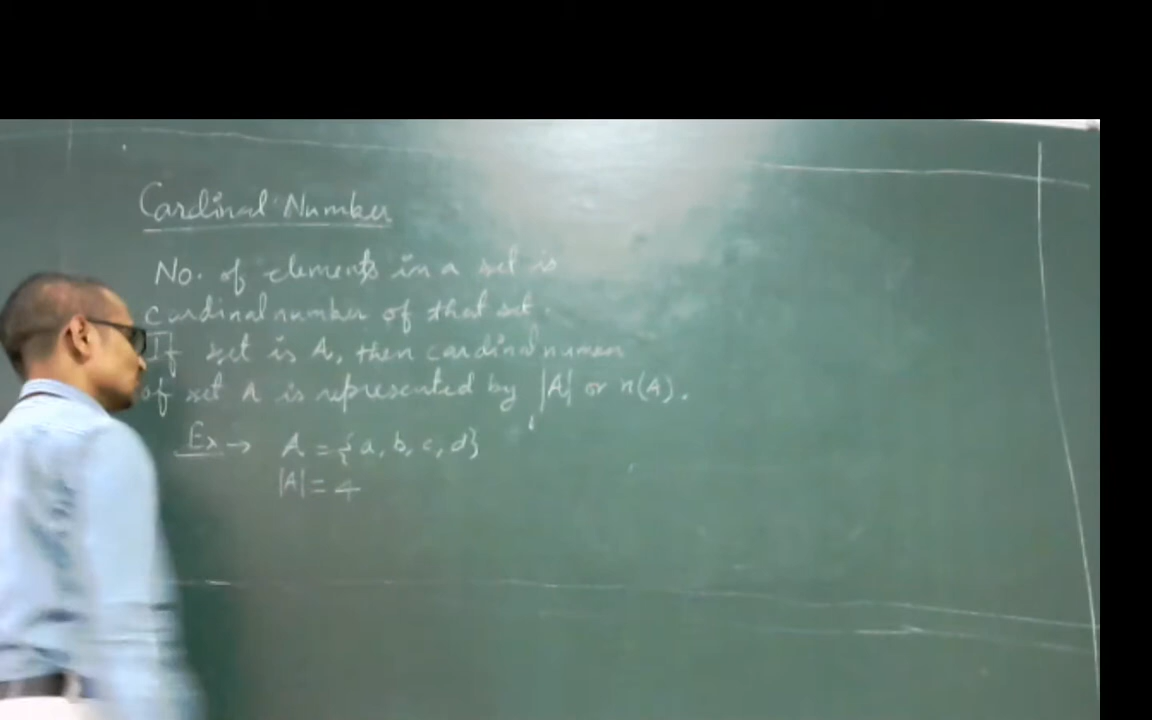 Cardinal Number
No. of elements in a set is
cardinal number of that set.
If set is A, then cardinal numer
of set A is represented by |A| or n(A).
Ex → A = {a, b, c, d}
|A| = 4